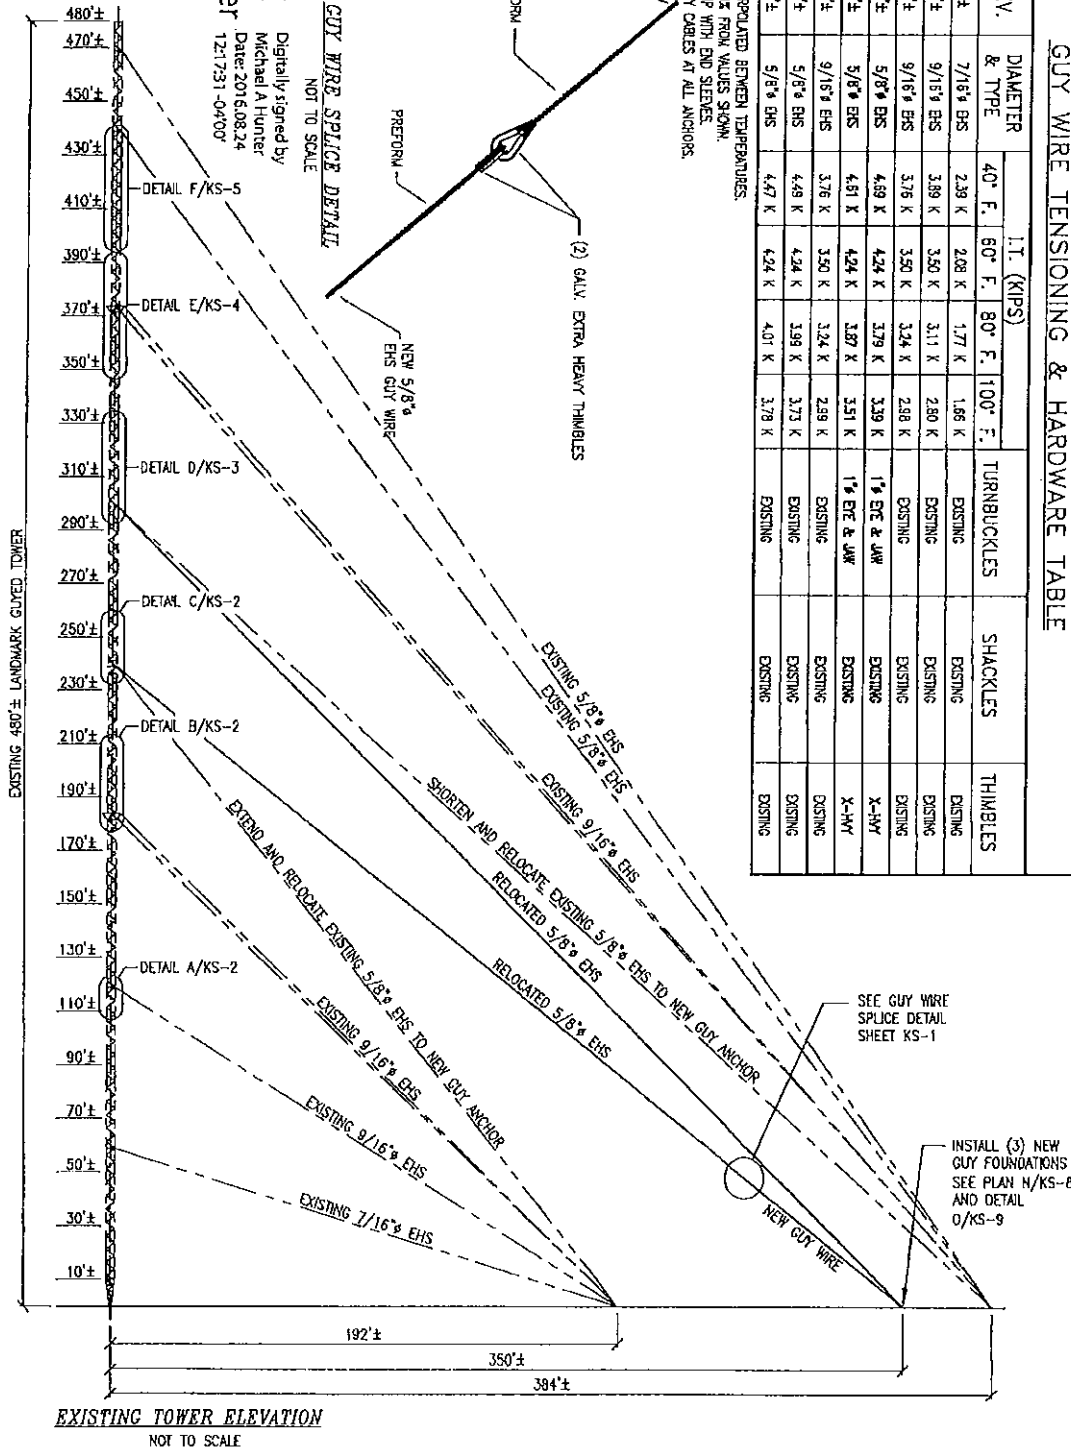 GUY WIRE TENSIONING & HARDWARE TABLE
V.
DIAMETER & TYPE
I.T. (KIPS)
40° F. 60° F. 80° F. 100° F.
TURNBUCKLES
SHACKLES
THIMBLES
± 7/16"ø EHS 2.39 K 2.08 K 1.77 K 1.66 K EXISTING EXISTING EXISTING
± 9/16"ø EHS 3.89 K 3.50 K 3.11 K 2.80 K EXISTING EXISTING EXISTING
± 9/16"ø EHS 3.76 K 3.50 K 3.24 K 2.98 K EXISTING EXISTING EXISTING
± 5/8"ø EHS 4.69 K 4.24 K 3.79 K 3.39 K 1"ø EYE & JAW EXISTING X-HVY
± 5/8"ø EHS 4.61 K 4.24 K 3.87 K 3.51 K 1"ø EYE & JAW EXISTING X-HVY
± 9/16"ø EHS 3.76 K 3.50 K 3.24 K 2.99 K EXISTING EXISTING EXISTING
± 5/8"ø EHS 4.49 K 4.24 K 3.99 K 3.73 K EXISTING EXISTING EXISTING
± 5/8"ø EHS 4.47 K 4.24 K 4.01 K 3.78 K EXISTING EXISTING EXISTING
RPOLATED BETWEEN TEMPERATURES.
% FROM VALUES SHOWN.
P WITH END SLEEVES.
Y CABLES AT ALL ANCHORS.
ORM
PREFORM
(2) GALV. EXTRA HEAVY THIMBLES
NEW 5/8"ø
EHS GUY WIRE
GUY WIRE SPLICE DETAIL
NOT TO SCALE
er
Digitally signed by
Michael A Hunter
Date: 2016.08.24
12:17:31 -04'00'
480'±
470'±
450'±
430'±
410'±
390'±
370'±
350'±
330'±
310'±
290'±
270'±
250'±
230'±
210'±
190'±
170'±
150'±
130'±
110'±
90'±
70'±
50'±
30'±
10'±
EXISTING 480'± LANDMARK GUYED TOWER
DETAIL F/KS-5
DETAIL E/KS-4
DETAIL D/KS-3
DETAIL C/KS-2
DETAIL B/KS-2
DETAIL A/KS-2
EXISTING 5/8"ø EHS
EXISTING 5/8"ø EHS
EXISTING 9/16"ø EHS
SHORTEN AND RELOCATE EXISTING 5/8"ø EHS TO NEW GUY ANCHOR
RELOCATED 5/8"ø EHS
RELOCATED 5/8"ø EHS
EXTEND AND RELOCATE EXISTING 5/8"ø EHS TO NEW GUY ANCHOR
EXISTING 9/16"ø EHS
EXISTING 9/16"ø EHS
EXISTING 7/16"ø EHS
NEW GUY WIRE
SEE GUY WIRE
SPLICE DETAIL
SHEET KS-1
INSTALL (3) NEW
GUY FOUNDATIONS
SEE PLAN N/KS-8
AND DETAIL
O/KS-9
192'±
350'±
384'±
EXISTING TOWER ELEVATION
NOT TO SCALE